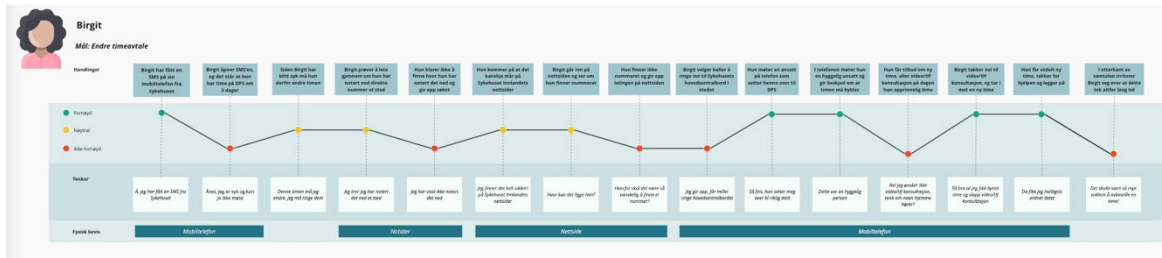 Birgit
Mål: Endre timeavtale
Handlinger
Birgit har fått en
SMS på sin
mobiltelefon fra
Sykehuset
Birgit åpner SMS'en,
og det står at hun
har time på DPS om
3 dager
Siden Birgit har
blitt syk må hun
derfor endre timen
Birgit prøver å lete
gjennom om hun har
notert ned direkte
nummer et sted
Hun klarer ikke å
finne hvor hun har
notert det ned og
gir opp søket
Hun kommer på at det
kanskje står på
Sykehuset Innlandets
nettsider
Birgit går inn på
nettsiden og ser om
hun finner nummeret
Hun finner ikke
nummeret og gir opp
letingen på nettsiden
Birgit velger heller å
ringe inn til Sykehusets
hovedsentralbord i
stedet
Hun møter en ansatt
på telefon som
setter henne over til
DPS
I telefonen møter hun
en hyggelig ansatt og
gir beskjed om at
timen må byttes
Hun får tilbud om ny
time, eller video/tlf
konsultasjon på dagen
hun opprinnelig time
Birgit takker nei til
video/tlf
konsultasjon, og tar i
mot en ny time
Hun får utdelt ny
time, takker for
hjelpen og legger på
I etterkant av
samtalen irriterer
Birgit seg over at dette
tok altfor lang tid
Fornøyd
Nøytral
Ikke fornøyd
Tanker
Å, jeg har fått en SMS fra
Sykehuset
Åneì, jeg er syk og kan
jo ikke møte
Denne timen må jeg
endre, jeg må ringe dem
Jeg tror jeg har notert
det ned et sted
Jeg har visst ikke notert
det ned
Jeg finner det helt sikkert
på Sykehuset Innlandets
nettsider
Hvor kan det ligge hen?
Hvorfor skal det være så
vanskelig å finne et
nummer?
Jeg gir opp, får heller
ringe hovedsentralbordet
Så fint, hun setter meg
over til riktig sted
Dette var en hyggelig
person
Nei jeg ønsker ikke
video/tlf konsultasjon,
tenk om noen hjemme
hører?
Så bra at jeg fikk byttet
time og slapp video/tlf
konsultasjon
Da fikk jeg heldigvis
ordnet dette
Det skulle vært så mye
enklere å avbestille en
time!
Fysisk bevis
Mobiltelefon
Notater
Nettside
Mobiltelefon